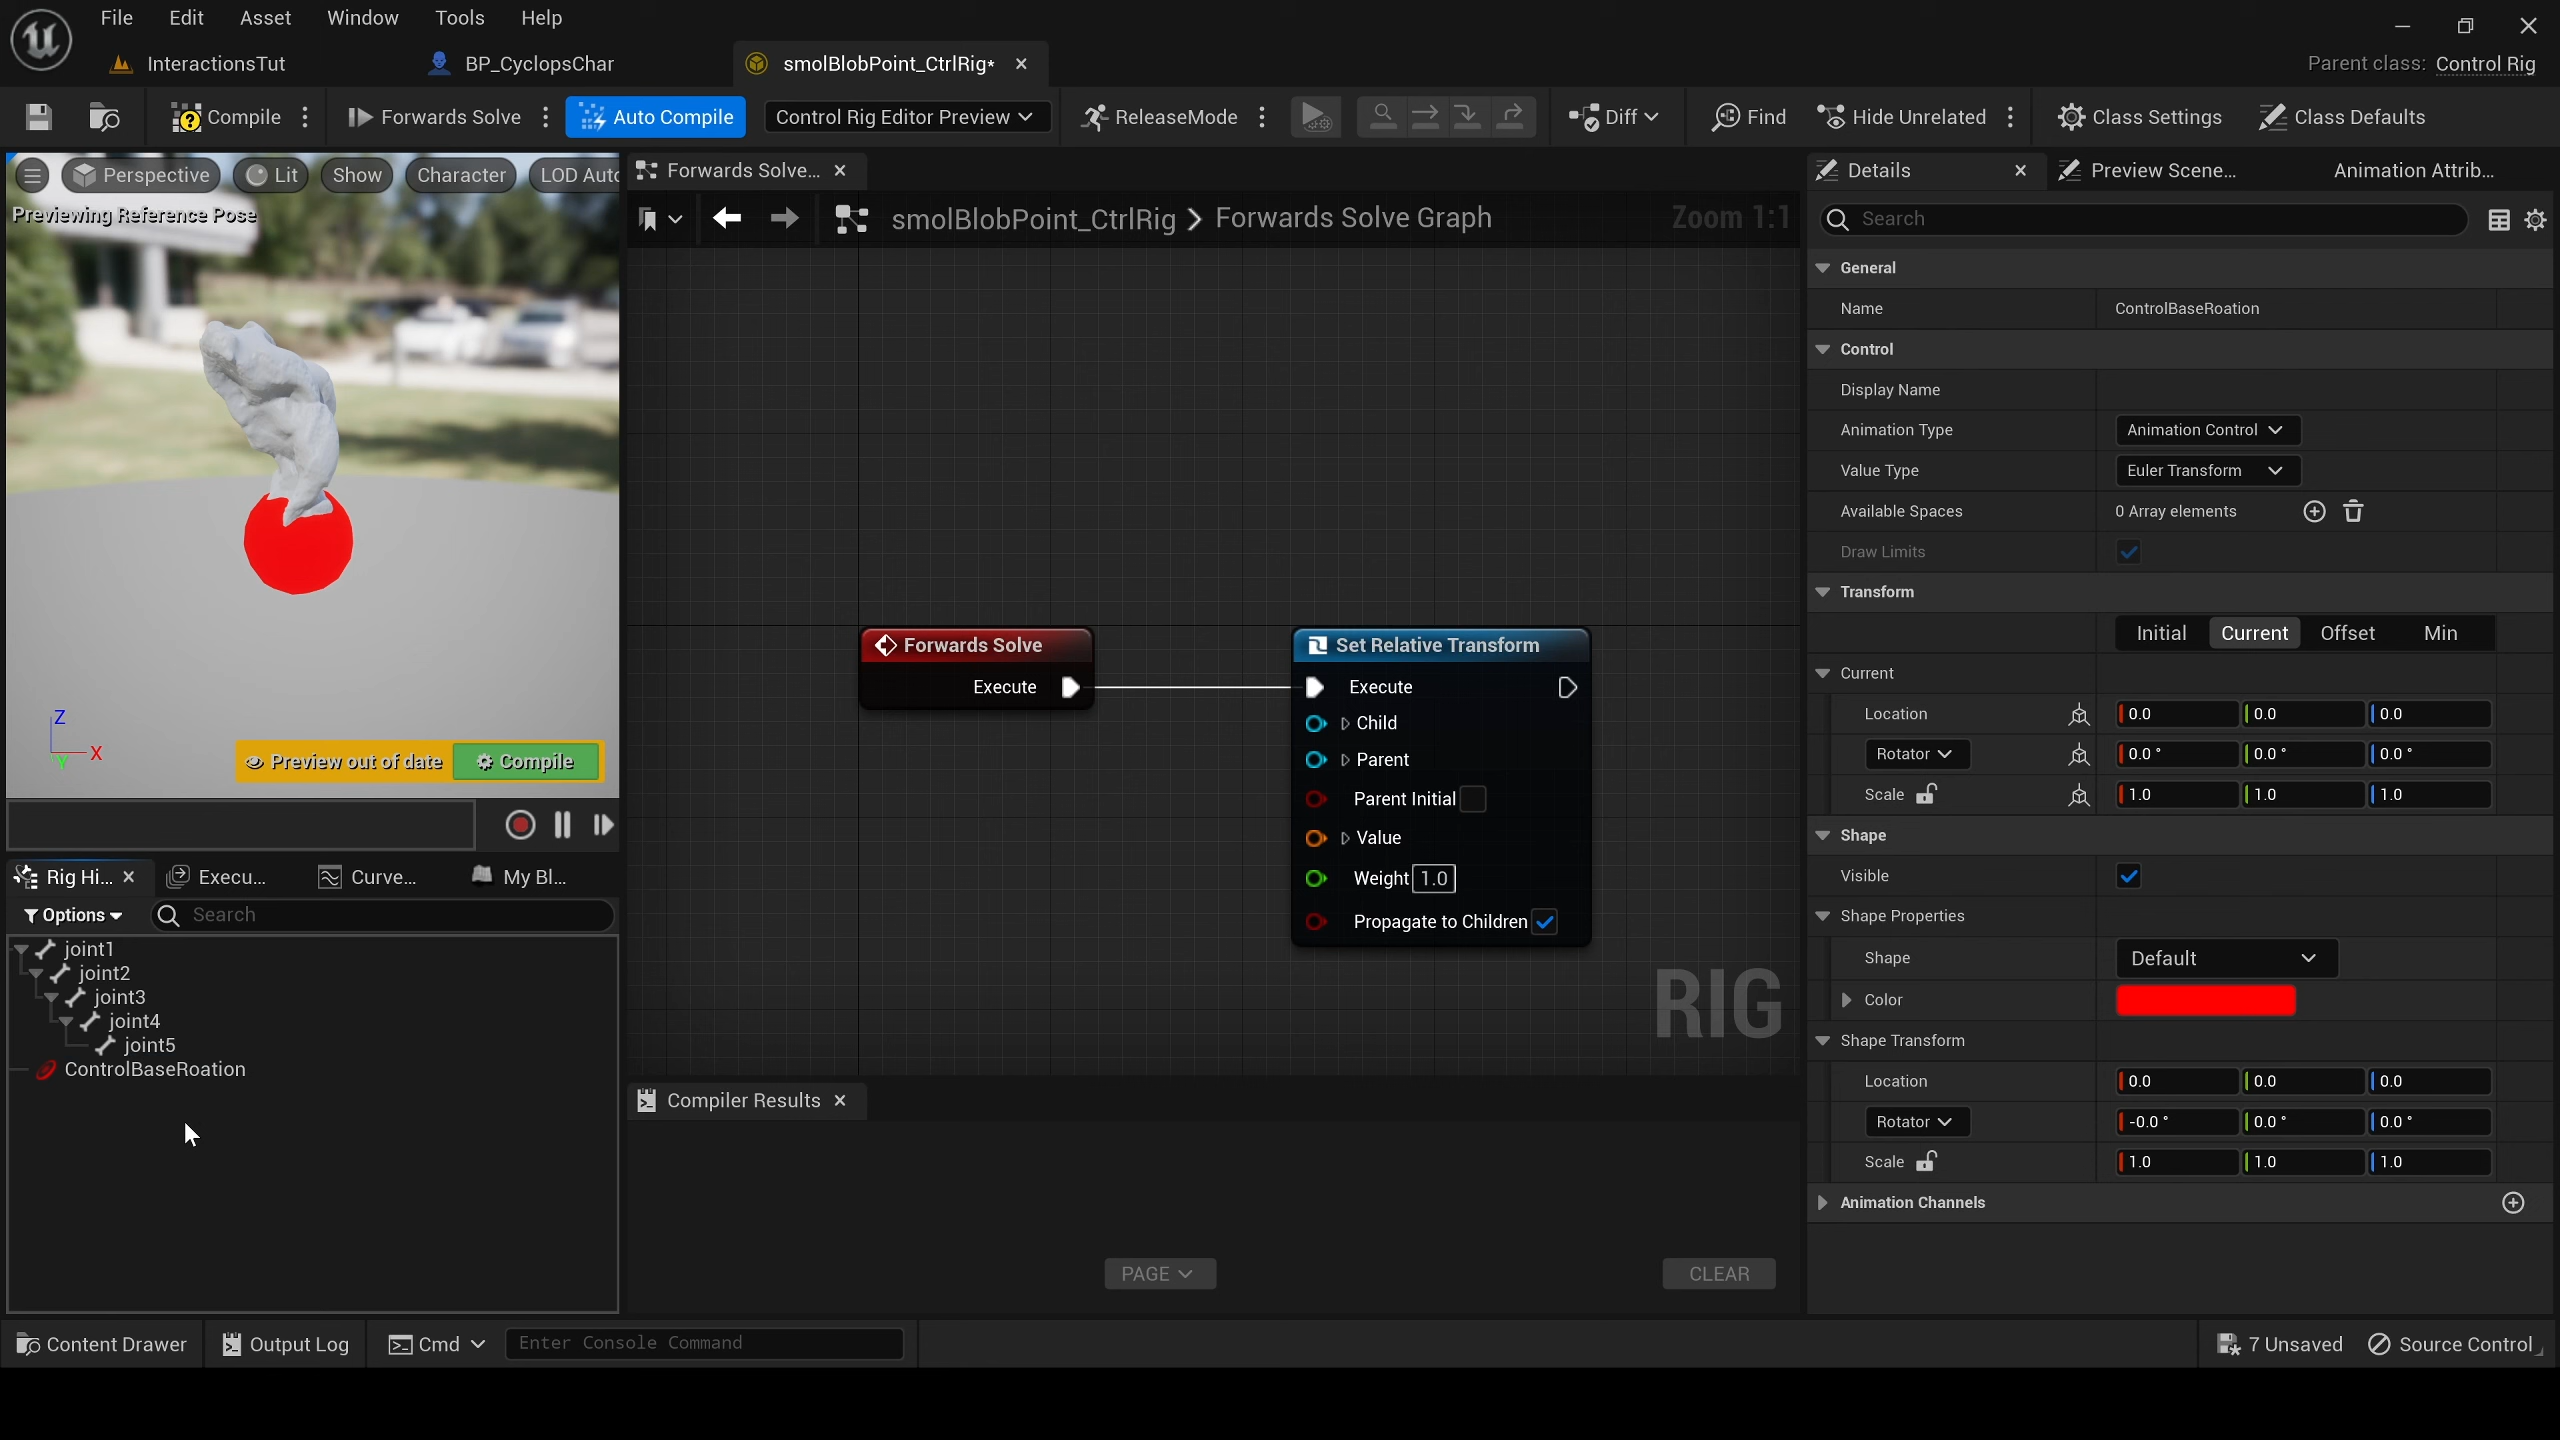 File Edit Asset Window Tools Help
InteractionsTut BP_CyclopsChar smolBlobPoint_CtrlRig* Parent class: Control Rig
Compile Forwards Solve Auto Compile Control Rig Editor Preview ReleaseMode Diff Find Hide Unrelated Class Settings Class Defaults
Perspective Lit Show Character LOD Auto
Previewing Reference Pose
Z
X
Y
Preview out of date Compile
Rig Hi... Execu... Curve... My Bl...
Options Search
joint1
joint2
joint3
joint4
joint5
ControlBaseRoation
Forwards Solve...
smolBlobPoint_CtrlRig > Forwards Solve Graph Zoom 1:1
Forwards Solve
Execute
Set Relative Transform
Execute
Child
Parent
Parent Initial
Value
Weight 1.0
Propagate to Children
RIG
Compiler Results
PAGE CLEAR
Details Preview Scene... Animation Attrib...
Search
General
Name ControlBaseRoation
Control
Display Name
Animation Type Animation Control
Value Type Euler Transform
Available Spaces 0 Array elements
Draw Limits
Transform
Initial Current Offset Min
Current
Location 0.0 0.0 0.0
Rotator 0.0 ° 0.0 ° 0.0 °
Scale 1.0 1.0 1.0
Shape
Visible
Shape Properties
Shape Default
Color
Shape Transform
Location 0.0 0.0 0.0
Rotator -0.0 ° 0.0 ° 0.0 °
Scale 1.0 1.0 1.0
Animation Channels
Content Drawer Output Log Cmd Enter Console Command 7 Unsaved Source Control